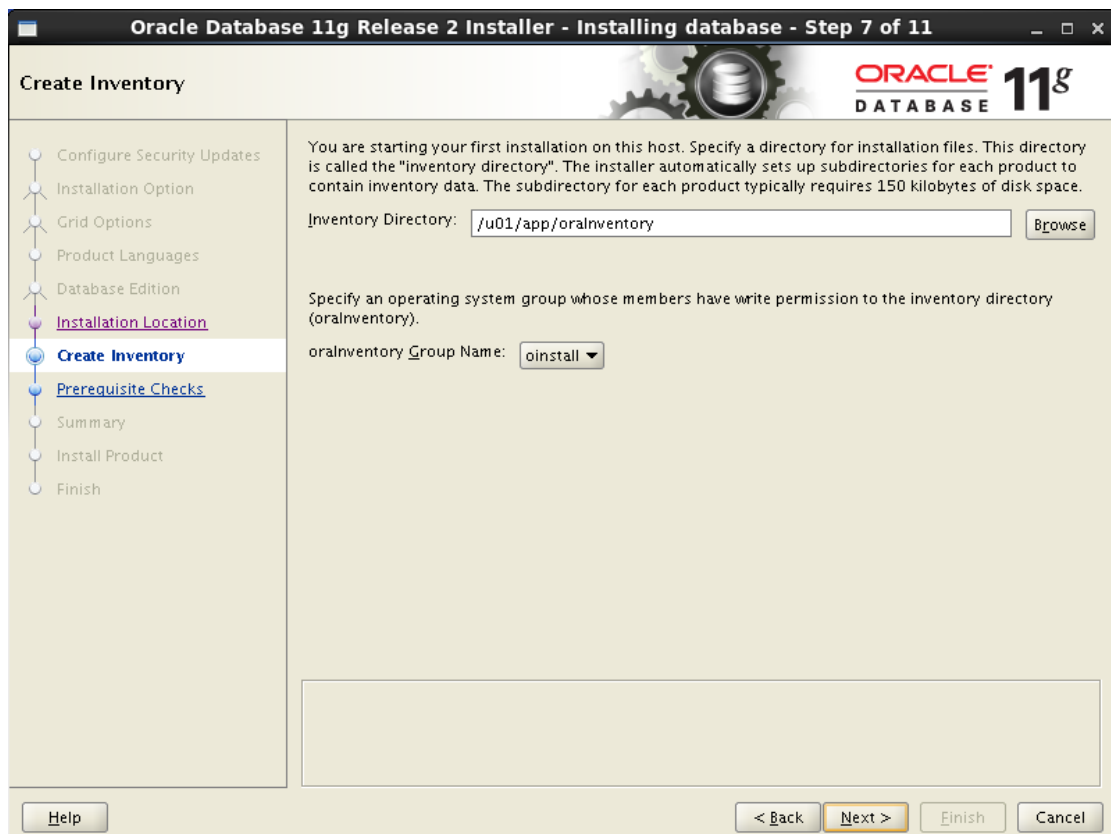 Oracle Database 11g Release 2 Installer - Installing database - Step 7 of 11
Create Inventory
ORACLE
DATABASE
11g
Configure Security Updates
Installation Option
Grid Options
Product Languages
Database Edition
Installation Location
Create Inventory
Prerequisite Checks
Summary
Install Product
Finish
You are starting your first installation on this host. Specify a directory for installation files. This directory
is called the "inventory directory". The installer automatically sets up subdirectories for each product to
contain inventory data. The subdirectory for each product typically requires 150 kilobytes of disk space.
Inventory Directory: /u01/app/oraInventory Browse
Specify an operating system group whose members have write permission to the inventory directory
(oraInventory).
oraInventory Group Name: oinstall
Help < Back Next > Finish Cancel